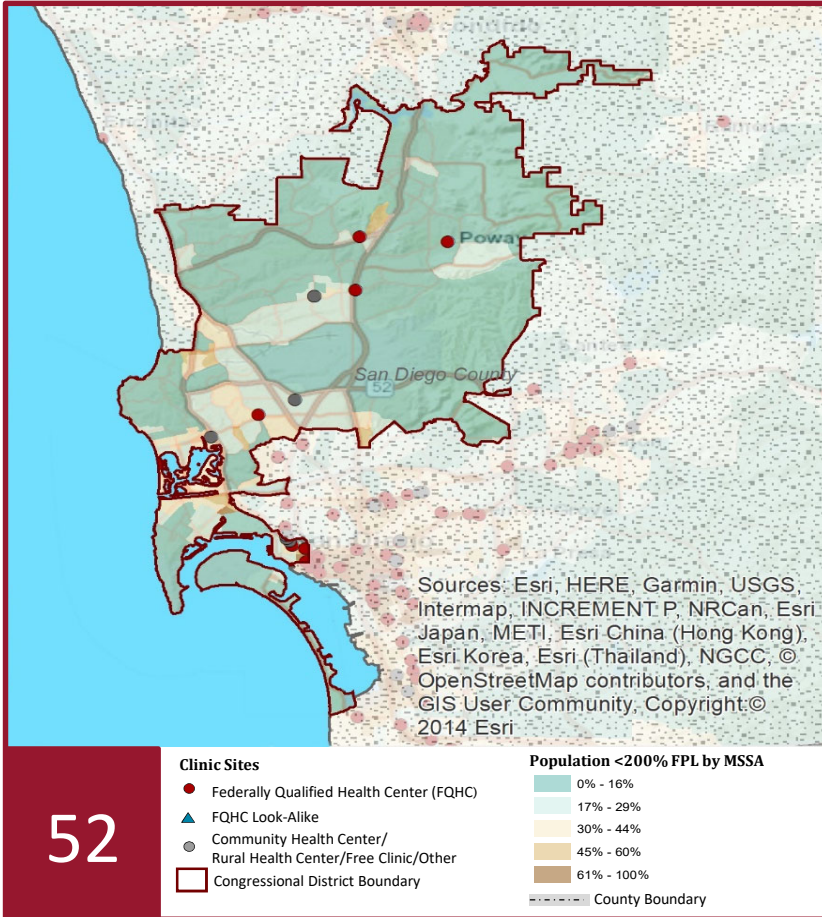 Poway
San Diego County
52
Sources: Esri, HERE, Garmin, USGS,
Intermap, INCREMENT P, NRCan, Esri
Japan, METI, Esri China (Hong Kong),
Esri Korea, Esri (Thailand), NGCC, ©
OpenStreetMap contributors, and the
GIS User Community, Copyright:©
2014 Esri
52
Clinic Sites
Federally Qualified Health Center (FQHC)
FQHC Look-Alike
Community Health Center/
Rural Health Center/Free Clinic/Other
Congressional District Boundary
Population <200% FPL by MSSA
0% - 16%
17% - 29%
30% - 44%
45% - 60%
61% - 100%
County Boundary